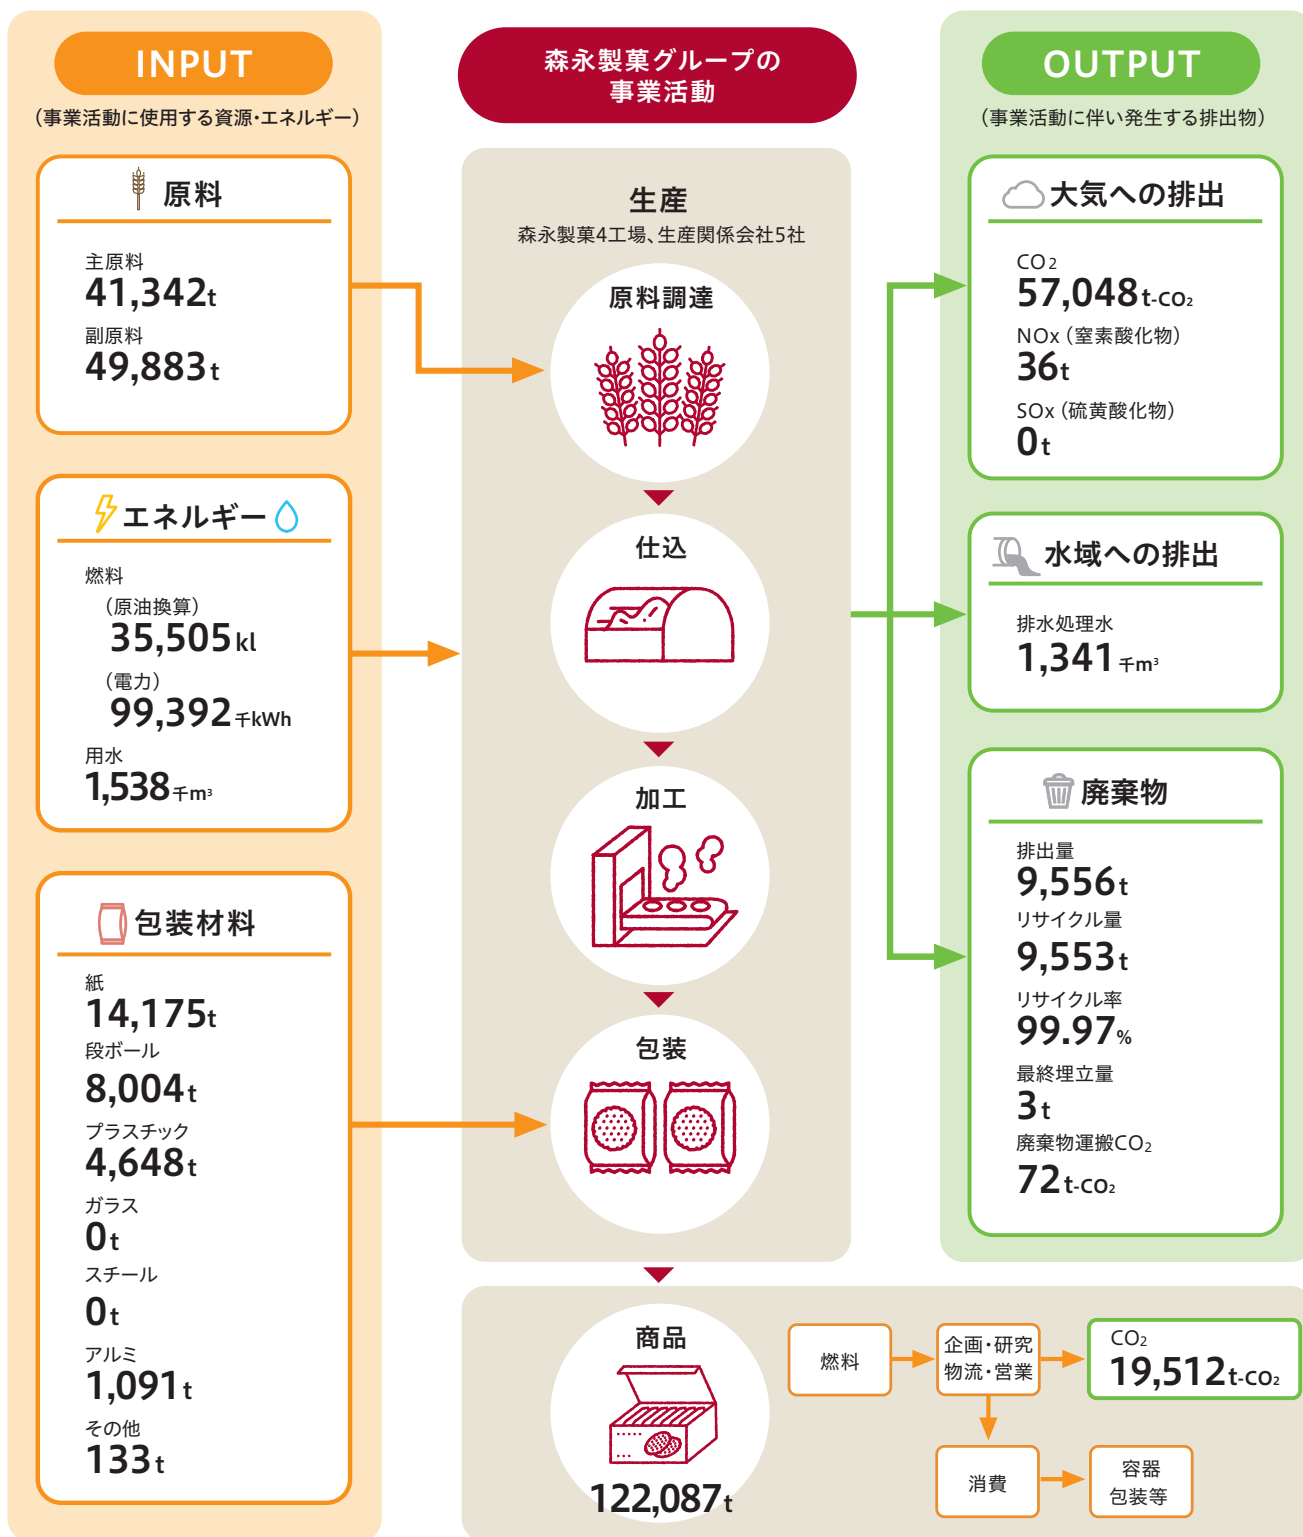 INPUT
(事業活動に使用する資源・エネルギー)
原料
主原料
41,342t
副原料
49,883t
エネルギー
燃料
(原油換算)
35,505kl
(電力)
99,392千kWh
用水
1,538千m³
包装材料
紙
14,175t
段ボール
8,004t
プラスチック
4,648t
ガラス
0t
スチール
0t
アルミ
1,091t
その他
133t
森永製菓グループの
事業活動
生産
森永製菓4工場、生産関係会社5社
原料調達
仕込
加工
包装
商品
122,087t
OUTPUT
(事業活動に伴い発生する排出物)
大気への排出
CO₂
57,048t-CO₂
NOx(窒素酸化物)
36t
SOx(硫黄酸化物)
0t
水域への排出
排水処理水
1,341千m³
廃棄物
排出量
9,556t
リサイクル量
9,553t
リサイクル率
99.97%
最終埋立量
3t
廃棄物運搬CO₂
72t-CO₂
燃料
企画・研究
物流・営業
CO₂
19,512t-CO₂
消費
容器
包装等